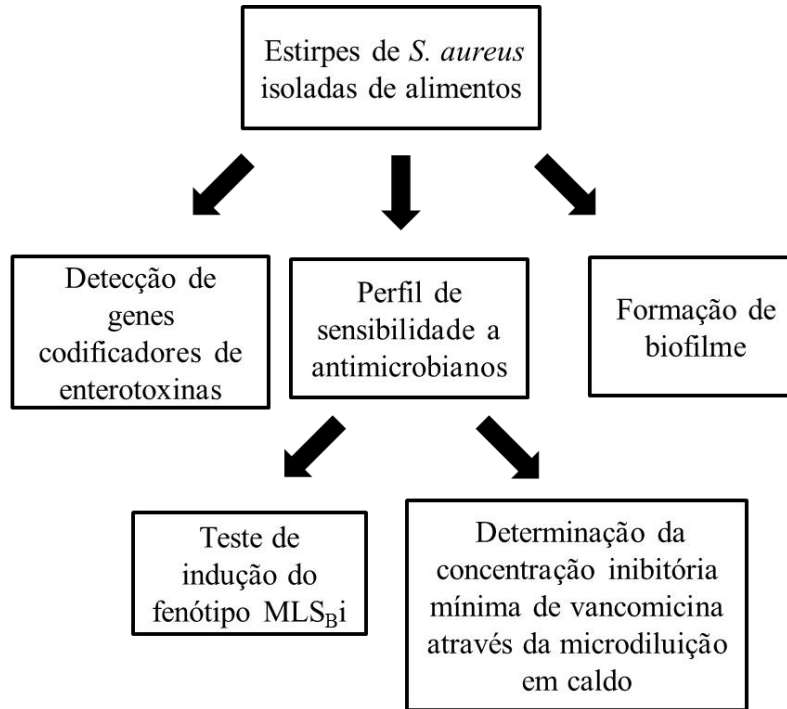 Estirpes de S. aureus
isoladas de alimentos
Detecção de
genes
codificadores de
enterotoxinas
Perfil de
sensibilidade a
antimicrobianos
Formação de
biofilme
Teste de
indução do
fenótipo MLSBi
Determinação da
concentração inibitória
mínima de vancomicina
através da microdiluição
em caldo